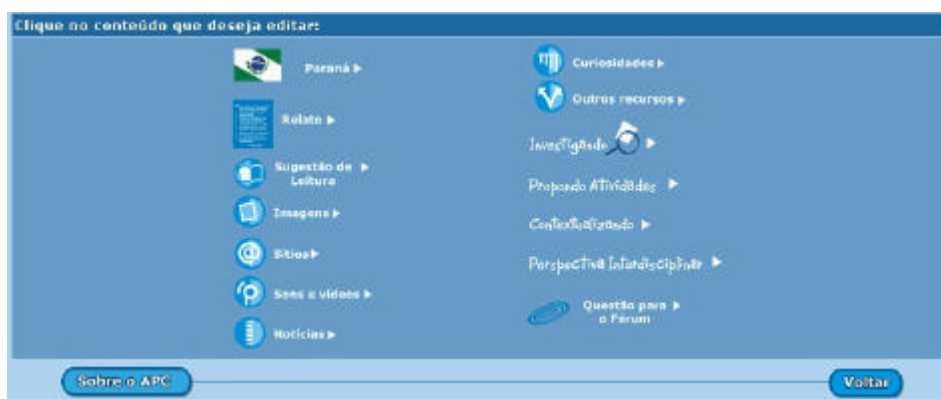 Clique no conteúdo que deseja editar:
Paraná
Relato
Sugestão de
Leitura
Imagens
Sítios
Sons e vídeos
Notícias
Curiosidades
Outros recursos
Investigando
Propondo Atividades
Contextualizando
Perspectiva Interdisciplinar
Questão para
o Fórum
Sobre o APC
Voltar